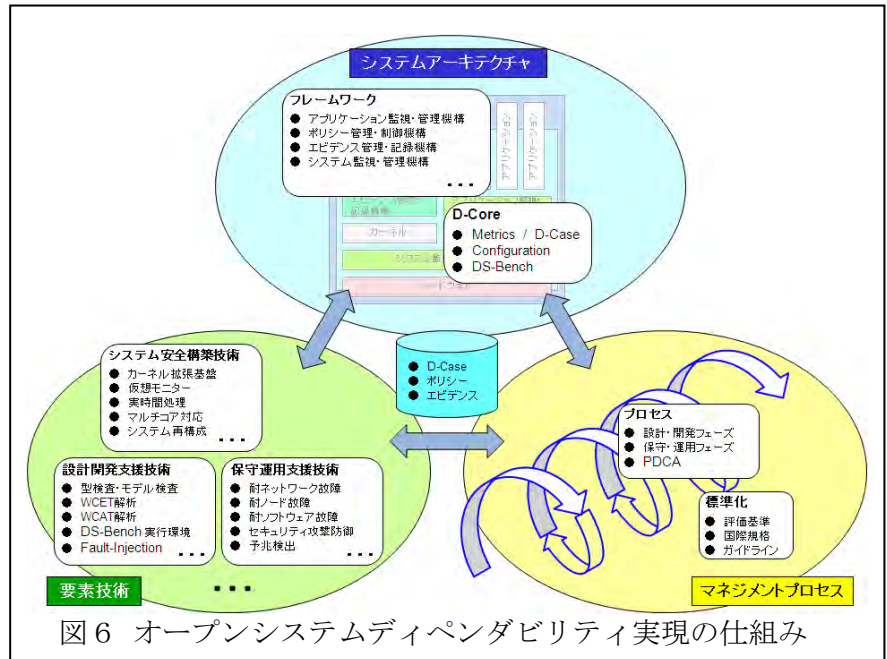 システムアーキテクチャ
フレームワーク
● アプリケーション監視・管理機構
● ポリシー管理・制御機構
● エビデンス管理・記録機構
● システム監視・管理機構
・・・
アプリケーション
アプリケーション
記録機構
カーネル
D-Core
● Metrics / D-Case
● Configuration
● DS-Bench
システム安全構築技術
● カーネル拡張基盤
● 仮想モニター
● 実時間処理
● マルチコア対応
● システム再構成
・・・
● D-Case
● ポリシー
● エビデンス
設計開発支援技術
● 型検査・モデル検査
● WCET解析
● WCAT解析
● DS-Bench 実行環境
● Fault-Injection
・・・
保守運用支援技術
● 耐ネットワーク故障
● 耐ノード故障
● 耐ソフトウェア故障
● セキュリティ攻撃防御
● 予兆検出
・・・
プロセス
● 設計・開発フェーズ
● 保守・運用フェーズ
● PDCA
標準化
● 評価基準
● 国際規格
● ガイドライン
要素技術
・・・
マネジメントプロセス
図6 オープンシステムディペンダビリティ実現の仕組み